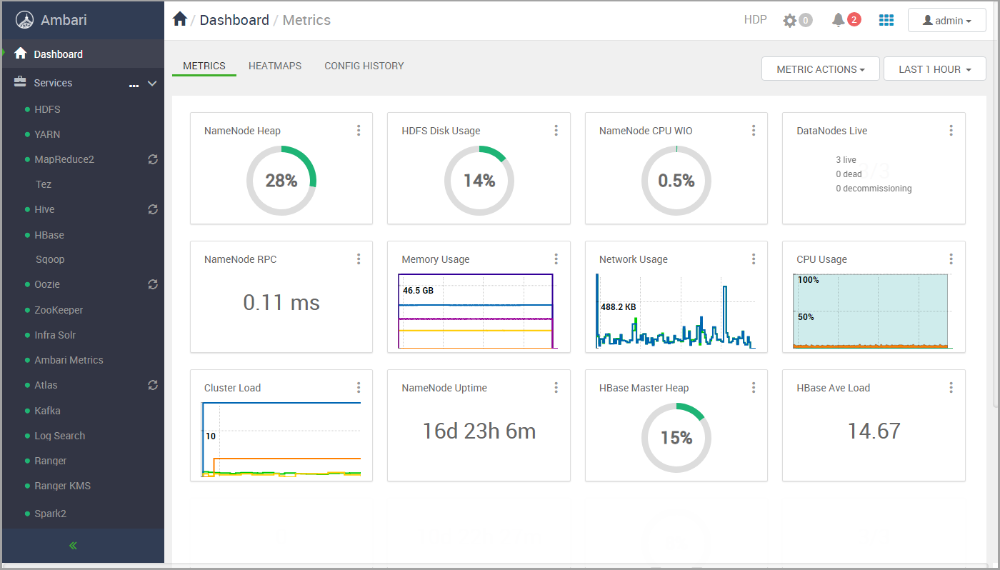 Ambari
Dashboard
Services
HDFS
YARN
MapReduce2
Tez
Hive
HBase
Sqoop
Oozie
ZooKeeper
Infra Solr
Ambari Metrics
Atlas
Kafka
Log Search
Ranger
Ranger KMS
Spark2
/ Dashboard / Metrics
HDP 0 2 admin
METRICS HEATMAPS CONFIG HISTORY
METRIC ACTIONS LAST 1 HOUR
NameNode Heap
28%
HDFS Disk Usage
14%
NameNode CPU WIO
0.5%
DataNodes Live
3/3
3 live
0 dead
0 decommissioning
NameNode RPC
0.11 ms
Memory Usage
46.5 GB
Network Usage
488.2 KB
CPU Usage
100%
50%
Cluster Load
10
NameNode Uptime
16d 23h 6m
HBase Master Heap
15%
HBase Ave Load
14.67